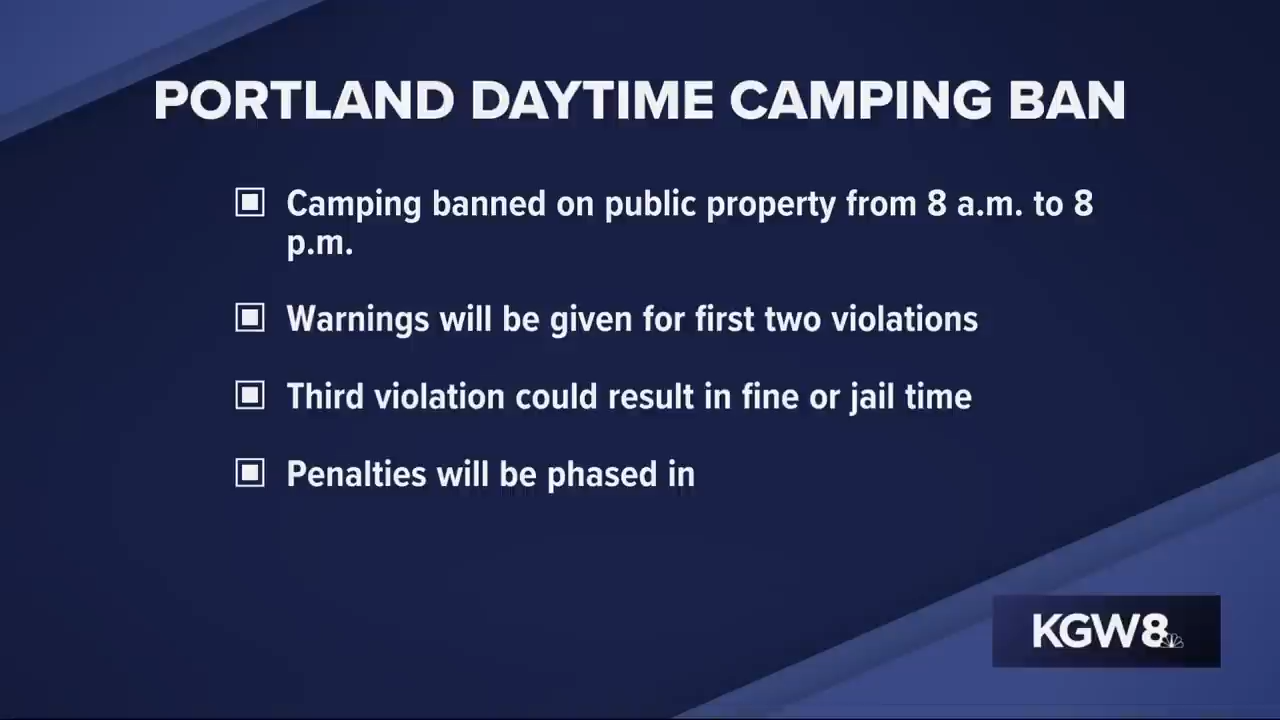 PORTLAND DAYTIME CAMPING BAN
Camping banned on public property from 8 a.m. to 8
p.m.
Warnings will be given for first two violations
Third violation could result in fine or jail time
Penalties will be phased in
KGW8